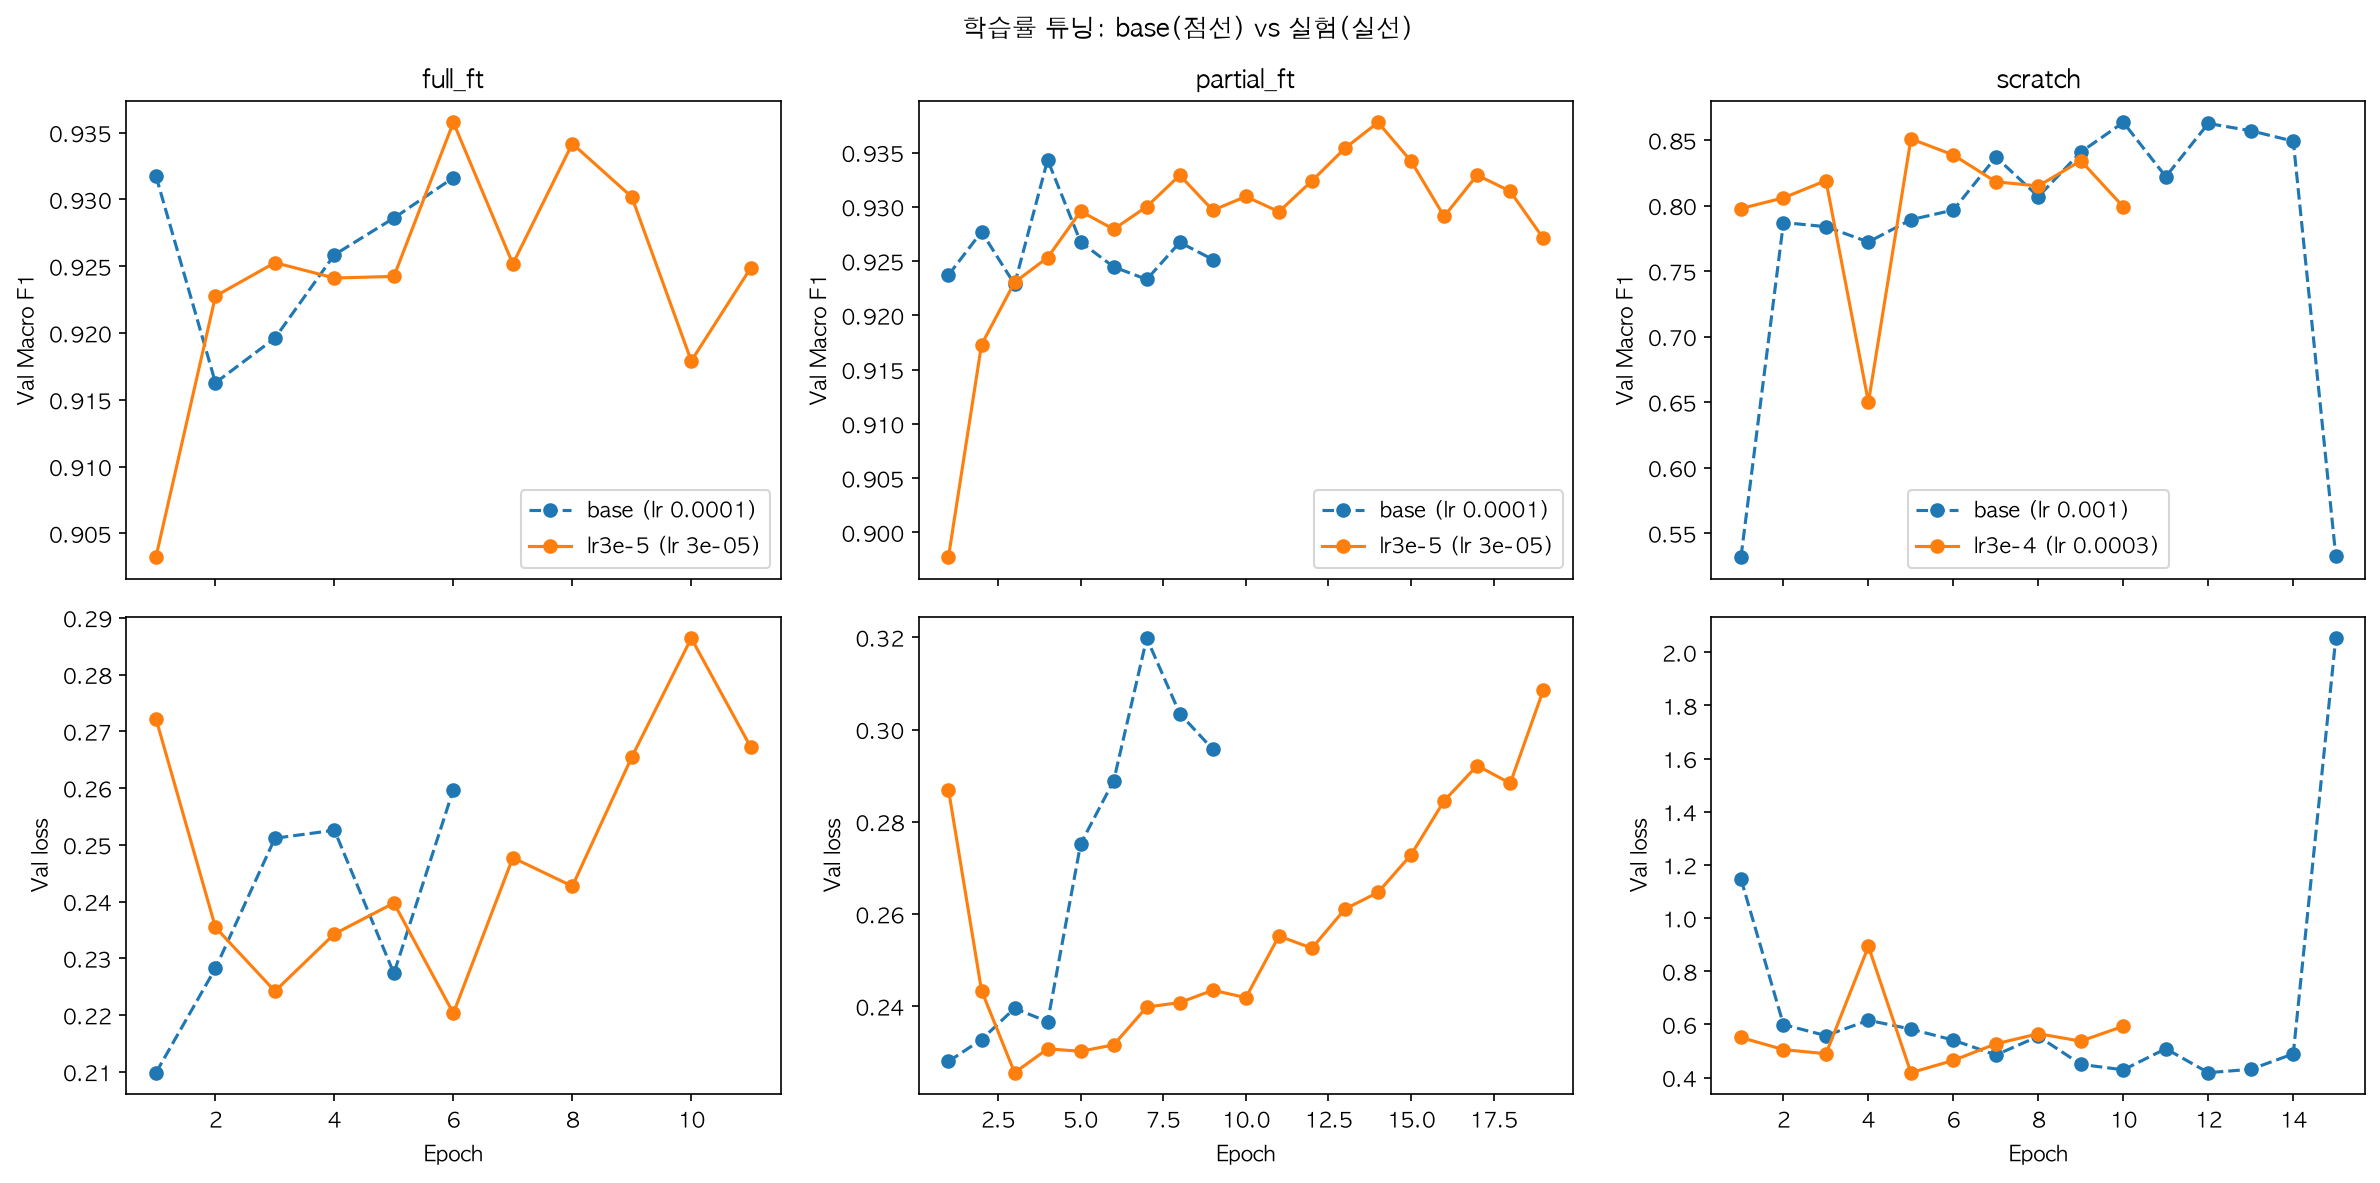 학습률 튜닝: base(점선) vs 실험(실선)
full_ft
Val Macro F1
0.935
0.930
0.925
0.920
0.915
0.910
0.905
base (lr 0.0001)
lr3e-5 (lr 3e-05)
partial_ft
Val Macro F1
0.935
0.930
0.925
0.920
0.915
0.910
0.905
0.900
base (lr 0.0001)
lr3e-5 (lr 3e-05)
scratch
Val Macro F1
0.85
0.80
0.75
0.70
0.65
0.60
0.55
base (lr 0.001)
lr3e-4 (lr 0.0003)
Val loss
0.29
0.28
0.27
0.26
0.25
0.24
0.23
0.22
0.21
2 4 6 8 10
Epoch
Val loss
0.32
0.30
0.28
0.26
0.24
2.5 5.0 7.5 10.0 12.5 15.0 17.5
Epoch
Val loss
2.0
1.8
1.6
1.4
1.2
1.0
0.8
0.6
0.4
2 4 6 8 10 12 14
Epoch